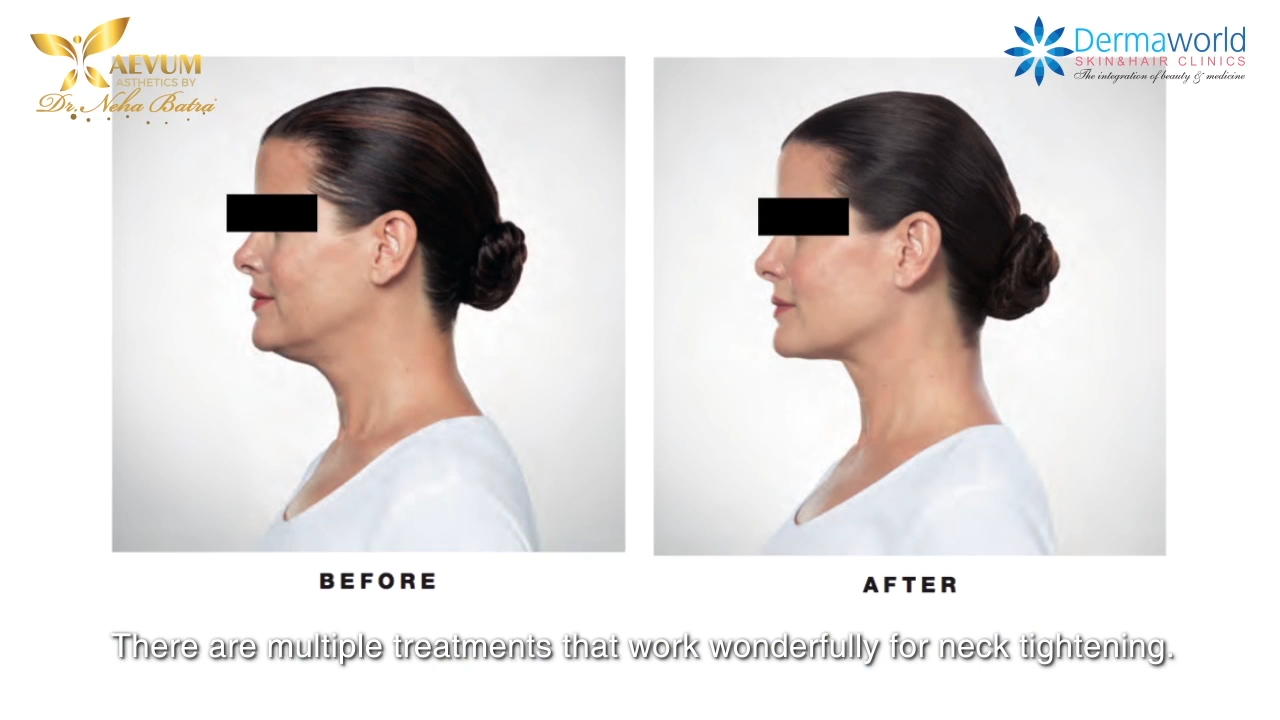 AEVUM
ASTHETICS BY
Dr. Neha Batra
Dermaworld
SKIN&HAIR CLINICS
The integration of beauty & medicine
BEFORE
AFTER
There are multiple treatments that work wonderfully for neck tightening.